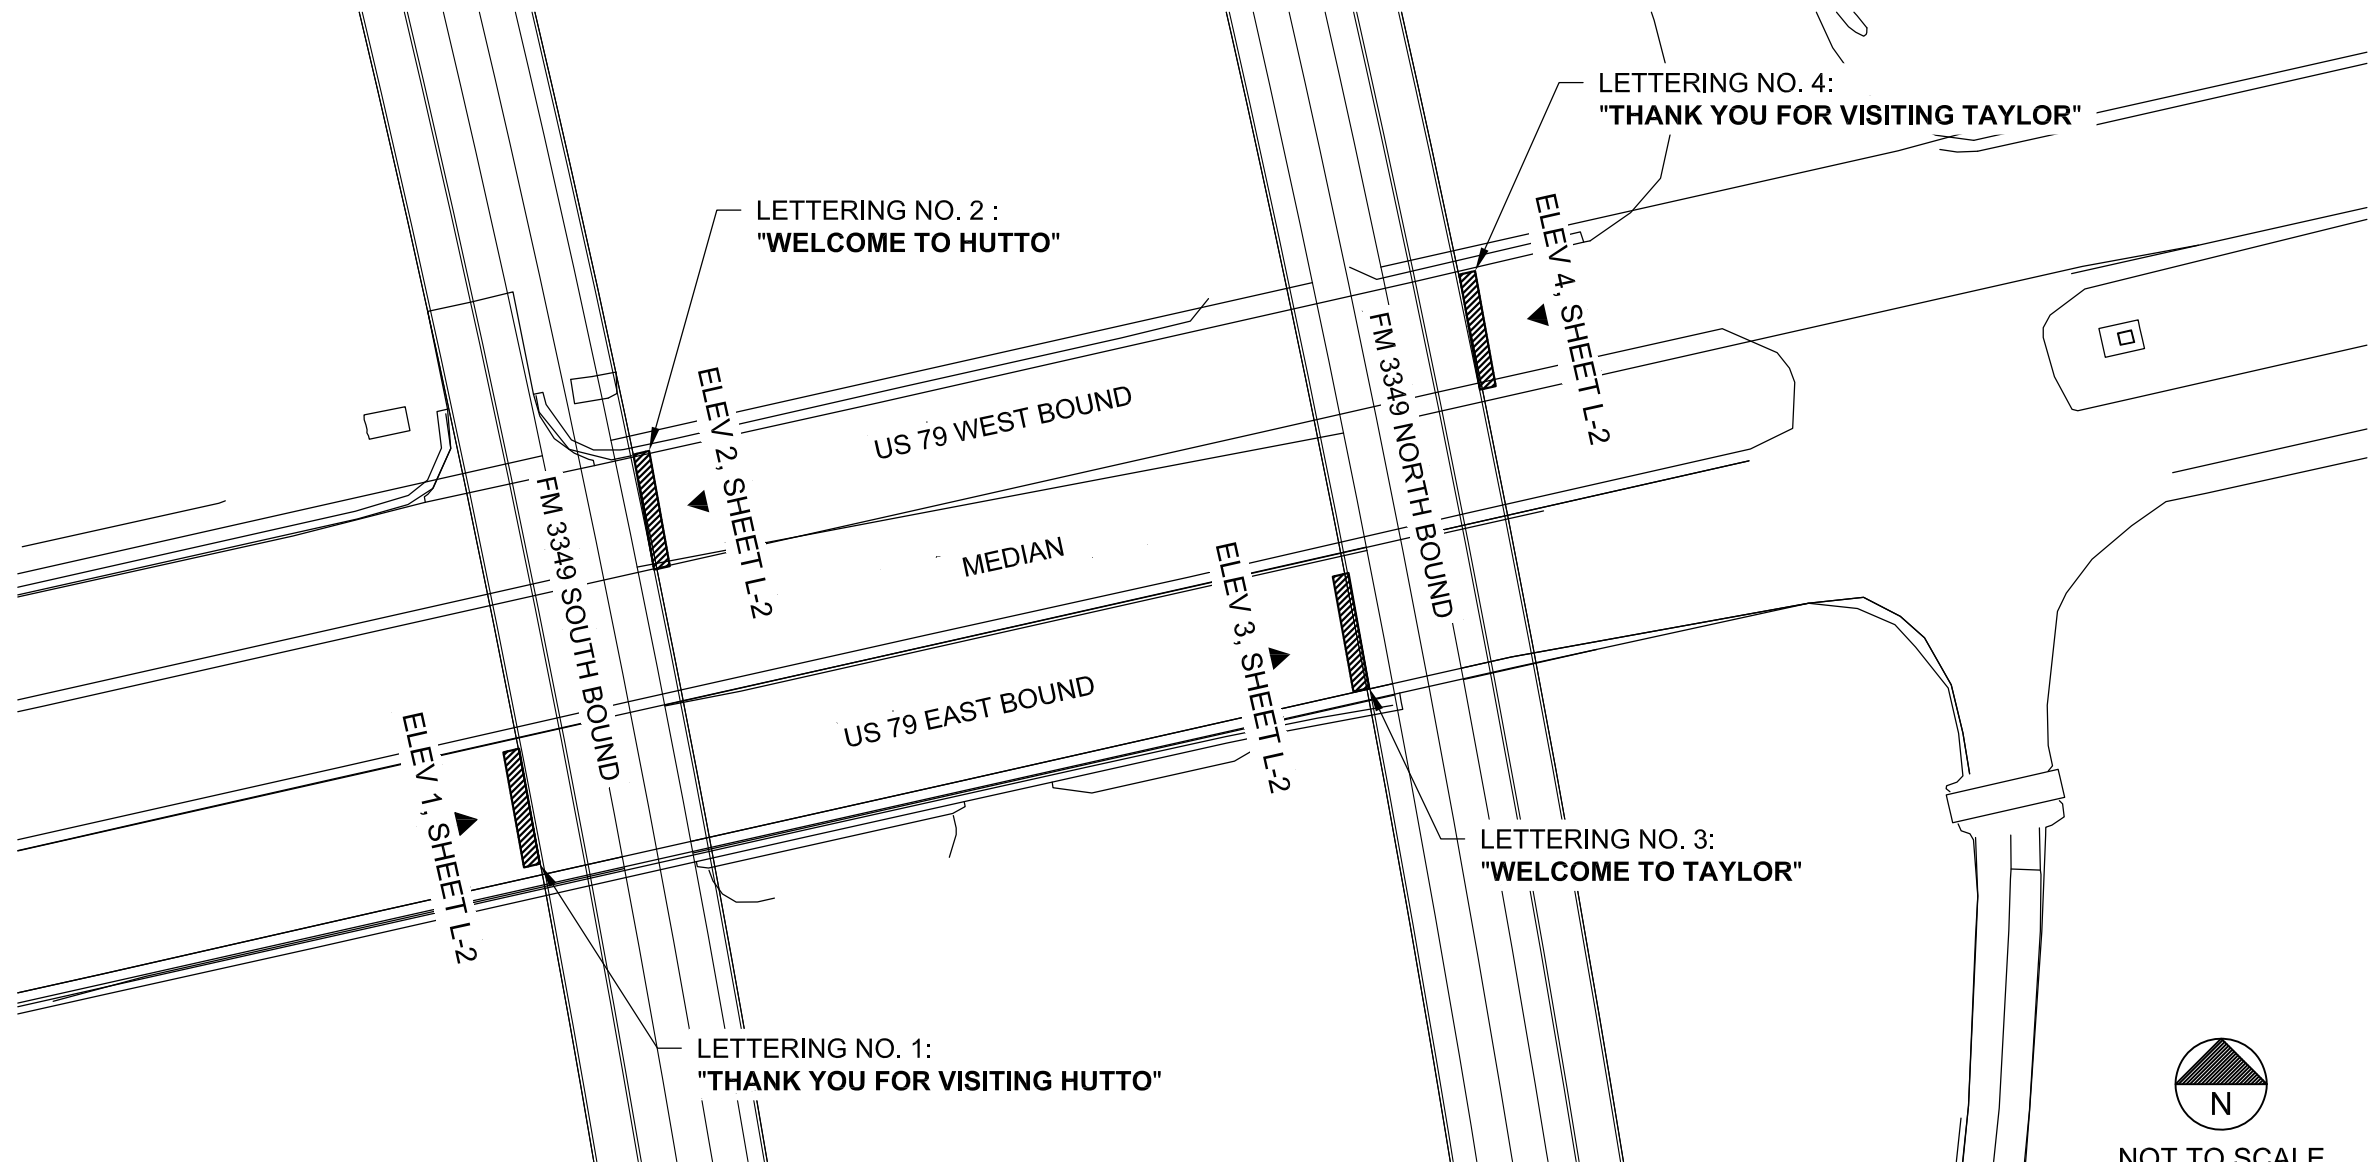 LETTERING NO. 4:
"THANK YOU FOR VISITING TAYLOR"
LETTERING NO. 2 :
"WELCOME TO HUTTO"
ELEV 4, SHEET L-2
ELEV 2, SHEET L-2
FM 3349 NORTH BOUND
US 79 WEST BOUND
FM 3349 SOUTH BOUND
MEDIAN
ELEV 3, SHEET L-2
US 79 EAST BOUND
ELEV 1, SHEET L-2
LETTERING NO. 3:
"WELCOME TO TAYLOR"
LETTERING NO. 1:
"THANK YOU FOR VISITING HUTTO"
N
NOT TO SCALE